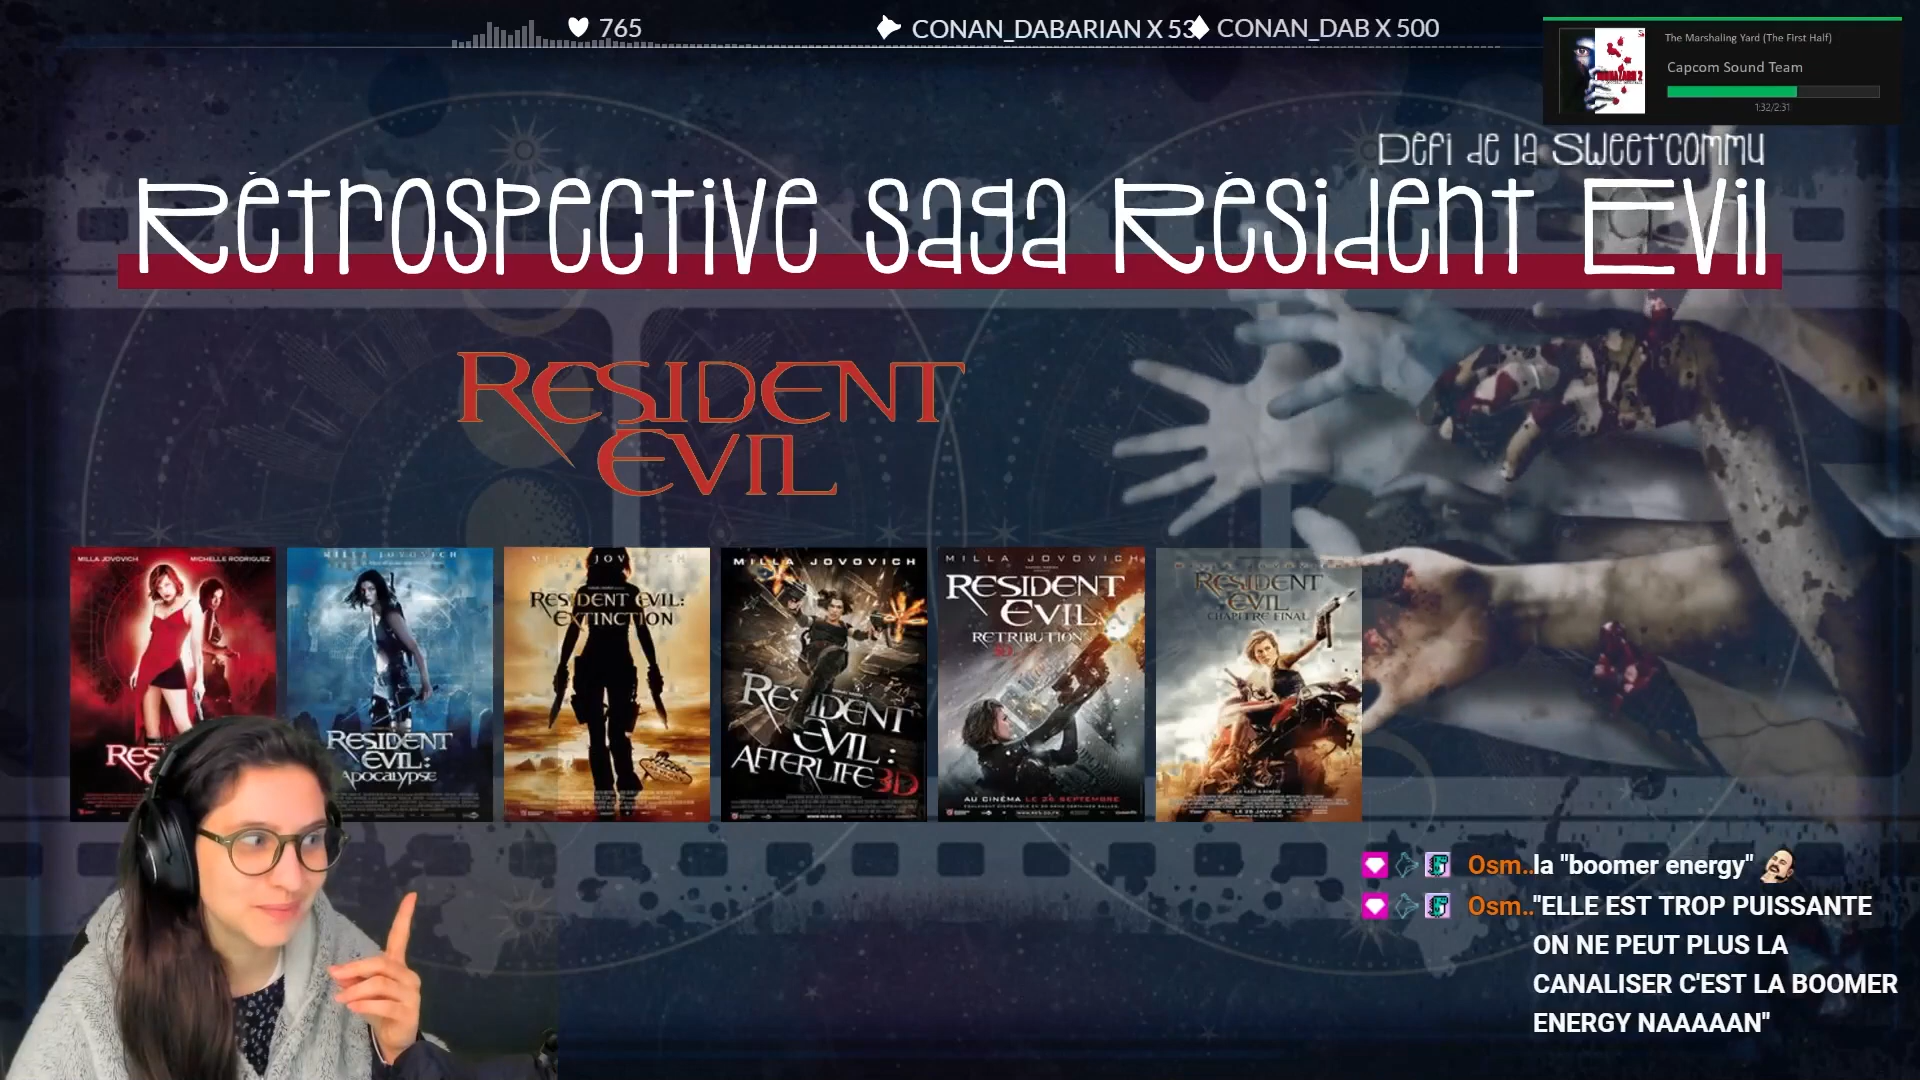 765
CONAN_DABARIAN X 53
CONAN_DAB X 500
The Marshaling Yard (The First Half)
Capcom Sound Team
1:32/2:31
Défi de la Sweet'commu
Rétrospective saga Résident Evil
RESIDENT
EVIL
MILLA JOVOVICH MICHELLE RODRIGUEZ
MILLA JOVOVICH
RESIDENT
EVIL:
APOCALYPSE
RESIDENT EVIL:
EXTINCTION
MILLA JOVOVICH
RESIDENT
EVIL:
AFTERLIFE 3D
MILLA JOVOVICH
RESIDENT
EVIL
RETRIBUTION
3D
AU CINÉMA LE 26 SEPTEMBRE
RESIDENT
EVIL
CHAPITRE FINAL
Osm.. la "boomer energy"
Osm.. "ELLE EST TROP PUISSANTE
ON NE PEUT PLUS LA
CANALISER C'EST LA BOOMER
ENERGY NAAAAAN"